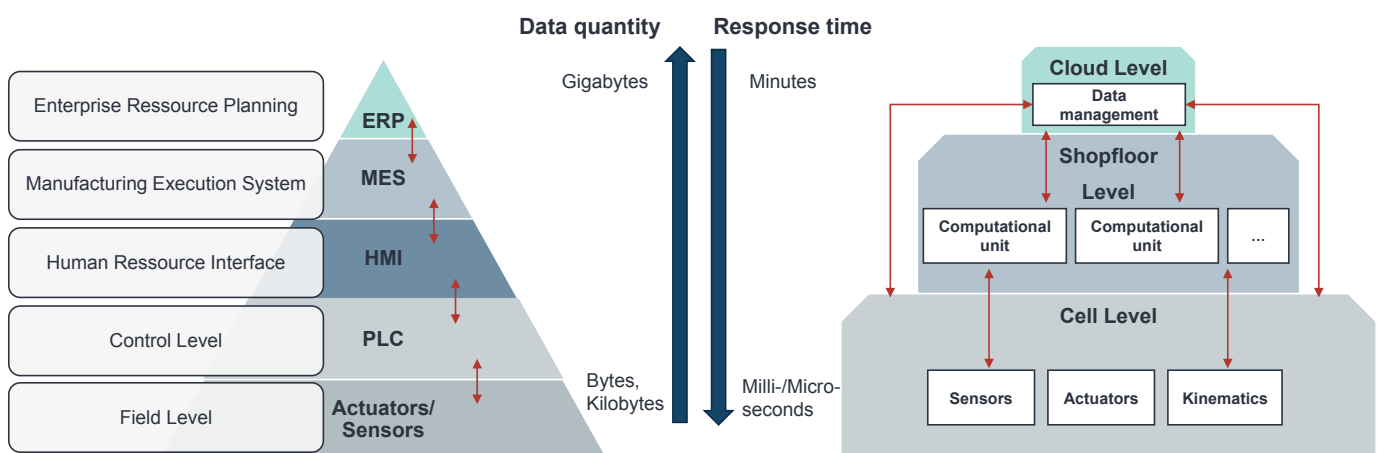 Data quantity
Response time
Gigabytes
Minutes
Bytes,
Kilobytes
Milli-/Micro-
seconds
Enterprise Ressource Planning
Manufacturing Execution System
Human Ressource Interface
Control Level
Field Level
ERP
MES
HMI
PLC
Actuators/
Sensors
Cloud Level
Data
management
Shopfloor
Level
Computational
unit
Computational
unit
...
Cell Level
Sensors
Actuators
Kinematics